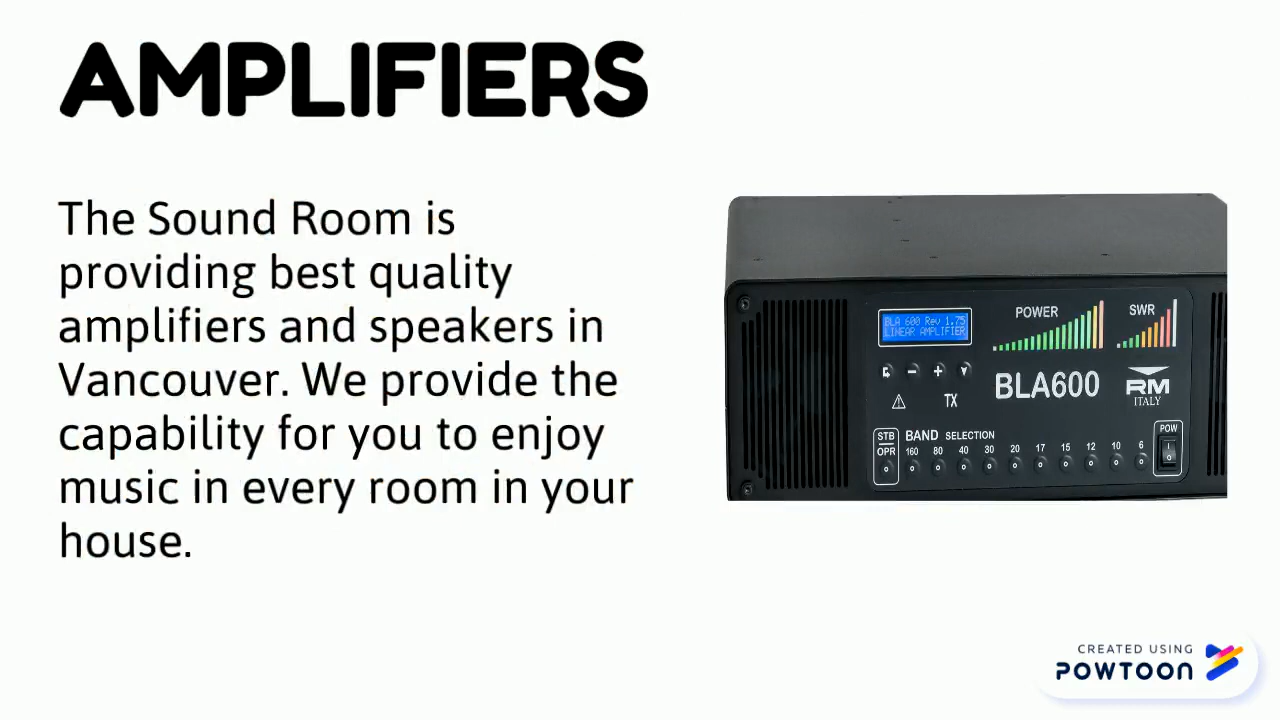 AMPLIFIERS
The Sound Room is
providing best quality
amplifiers and speakers in
Vancouver. We provide the
capability for you to enjoy
music in every room in your
house.
BLA 600 Rev 1.75
LINEAR AMPLIFIER
POWER
SWR
BLA600
RM
ITALY
TX
STB
OPR
BAND SELECTION
160 80 40 30 20 17 15 12 10 6
POW
CREATED USING
POWTOON